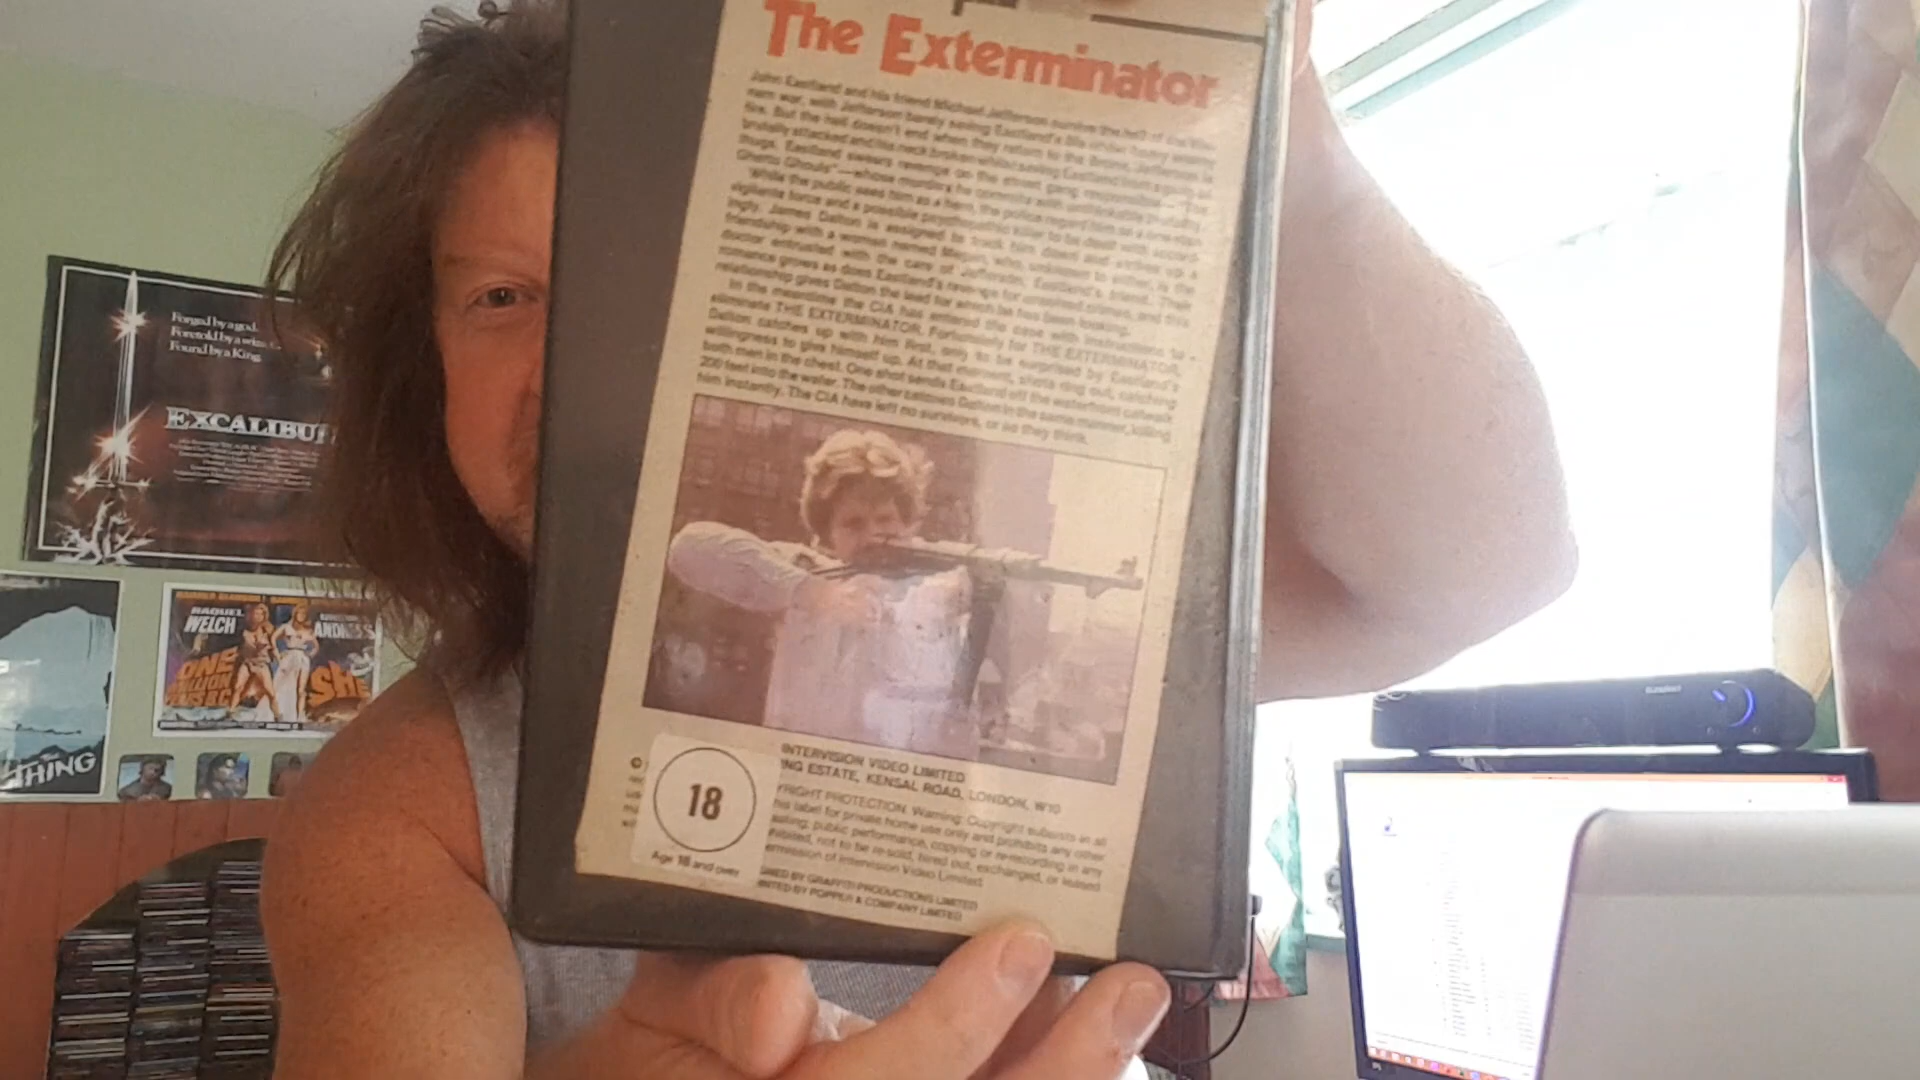 The Exterminator
John Eastland and his friend Michael Jefferson survive the hell of the Viet-
nam war, with Jefferson barely saving Eastland's life under heavy enemy
fire. But the hell doesn't end when they return to the Bronx. Jefferson is
brutally attacked and his neck broken whilst saving Eastland from a gang of
thugs. Eastland swears revenge on the street gang responsible—"The
Ghetto Ghouls"—whose murders he commits with unthinkable brutality.
While the public sees him as a hero, the police regard him as a one-man
vigilante force and a possible psychopathic killer to be dealt with accord-
ingly. James Dalton is assigned to track him down and strikes up a
friendship with a woman named Megan who, unknown to either, is the
doctor entrusted with the care of Jefferson, Eastland's friend. Their
romance grows as does Eastland's revenge for unsolved crimes, and this
relationship gives Dalton the lead for which he has been looking.
In the meantime the CIA has entered the case with instructions to
eliminate THE EXTERMINATOR. Fortunately for THE EXTERMINATOR,
Dalton catches up with him first, only to be surprised by Eastland's
willingness to give himself up. At that moment, shots ring out, catching
both men in the chest. One shot sends Eastland off the waterfront catwalk
200 feet into the water. The other catches Dalton in the same manner, killing
him instantly. The CIA have left no survivors, or so they think.
©
INTERVISION VIDEO LIMITED
ING ESTATE, KENSAL ROAD, LONDON, W10
YRIGHT PROTECTION. Warning: Copyright subsists in all
his label for private home use only and prohibits any other
asting, public performance, copying or re-recording in any
hibited, not to be re-sold, hired out, exchanged, or leased
ermission of Intervision Video Limited.
GNED BY GRAFFITI PRODUCTIONS LIMITED
INTED BY POPPER & COMPANY LIMITED
18
Age 18 and over
Forged by a god.
Foretold by a wiz
Found by a King.
EXCALIBUR
THING
RAQUEL
WELCH
ANDRESS
ONE
MILLION
YEARS B.C.
SHE